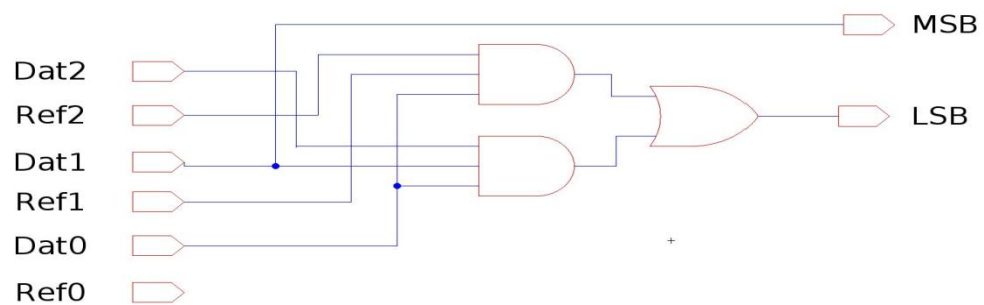 MSB
Dat2
Ref2
LSB
Dat1
Ref1
Dat0
Ref0